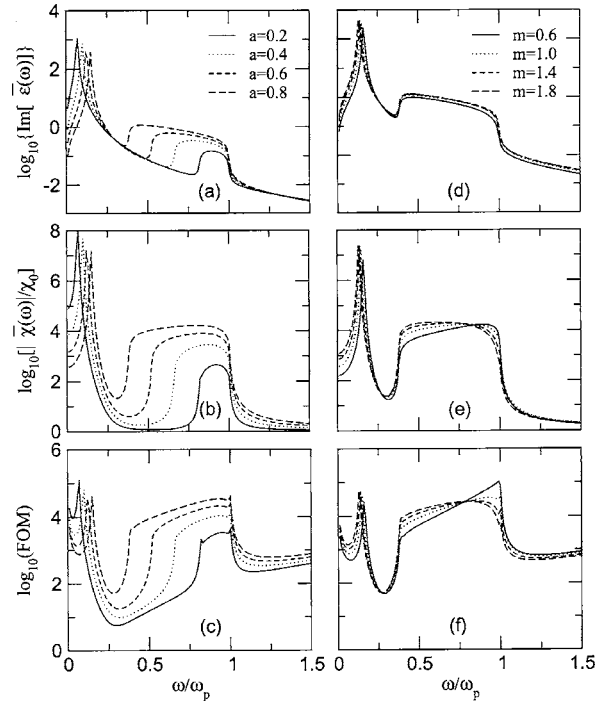 4
2
0
-2
log₁₀{Im[ ε̄(ω)]}
a=0.2
a=0.4
a=0.6
a=0.8
(a)
m=0.6
m=1.0
m=1.4
m=1.8
(d)
8
6
4
2
0
log₁₀[| χ̄(ω)|/χ₀]
(b)
(e)
6
4
2
0
log₁₀(FOM)
(c)
(f)
0
0.5
1
1.5
0
0.5
1
1.5
ω/ωₚ
ω/ωₚ